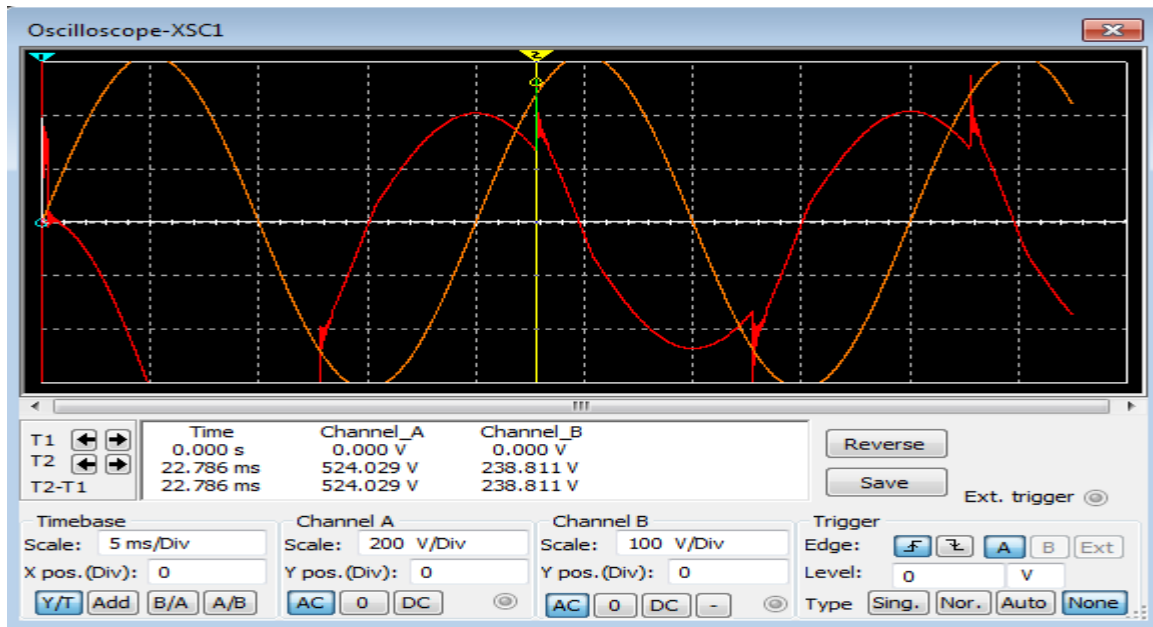 Oscilloscope-XSC1
1 2
T1
T2
T2-T1
Time Channel_A Channel_B
0.000 s 0.000 V 0.000 V
22.786 ms 524.029 V 238.811 V
22.786 ms 524.029 V 238.811 V
Reverse
Save
Ext. trigger
Timebase
Scale: 5 ms/Div
X pos.(Div): 0
Y/T Add B/A A/B
Channel A
Scale: 200 V/Div
Y pos.(Div): 0
AC 0 DC
Channel B
Scale: 100 V/Div
Y pos.(Div): 0
AC 0 DC -
Trigger
Edge: A B Ext
Level: 0 V
Type Sing. Nor. Auto None